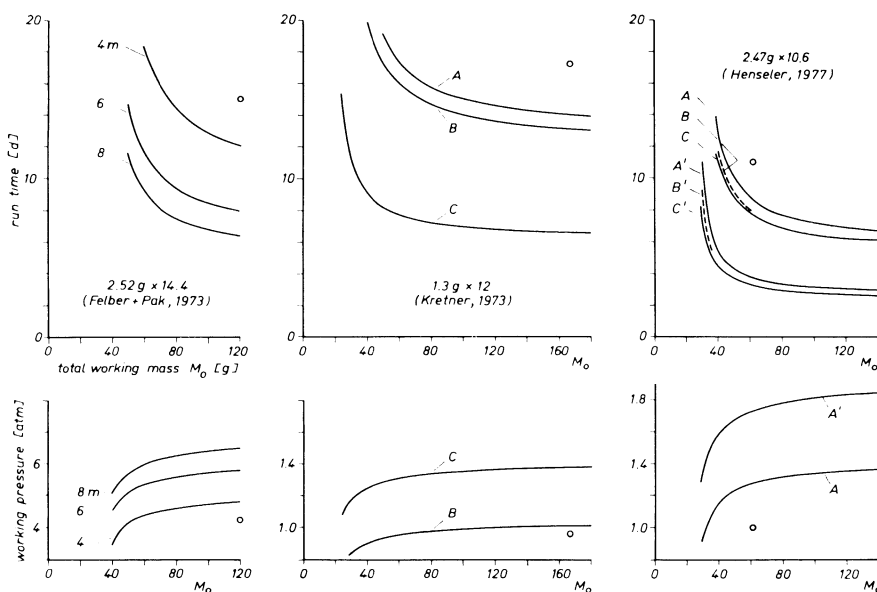 20
10
0
run time [d]
4 m
6
8
2.52 g × 14.4
(Felber + Pak, 1973)
40
80
120
total working mass M₀ [g]
20
10
0
A
B
C
1.3 g × 12
(Kretner, 1973)
40
80
120
160
M₀
20
10
0
2.47 g × 10.6
(Henseler, 1977)
A
B
C
A'
B'
C'
40
80
120
M₀
working pressure [atm]
6
4
8 m
6
4
40
80
120
M₀
1.4
1.0
C
B
40
80
120
160
M₀
1.8
1.4
1.0
A'
A
40
80
120
M₀